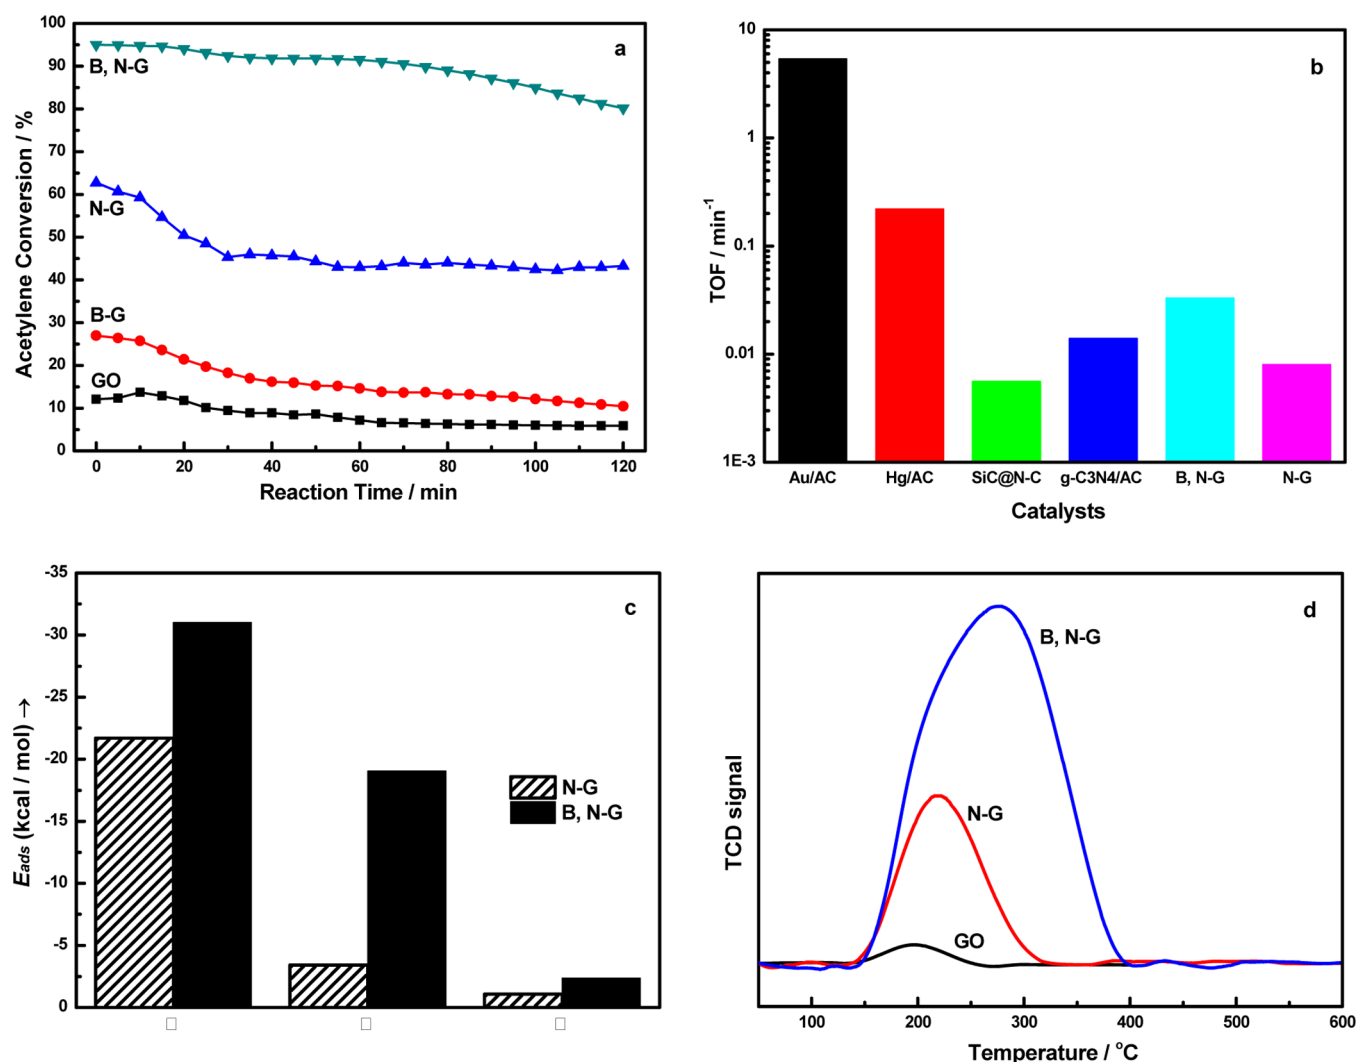 a
100
90
80
70
60
50
40
30
20
10
0
B, N-G
N-G
B-G
GO
0 20 40 60 80 100 120
Acetylene Conversion / %
Reaction Time / min
b
10
1
0.1
0.01
1E-3
TOF / min-1
Au/AC Hg/AC SiC@N-C g-C3N4/AC B, N-G N-G
Catalysts
c
-35
-30
-25
-20
-15
-10
-5
0
Eads (kcal / mol) →
N-G
B, N-G
d
B, N-G
N-G
GO
TCD signal
100 200 300 400 500 600
Temperature / oC